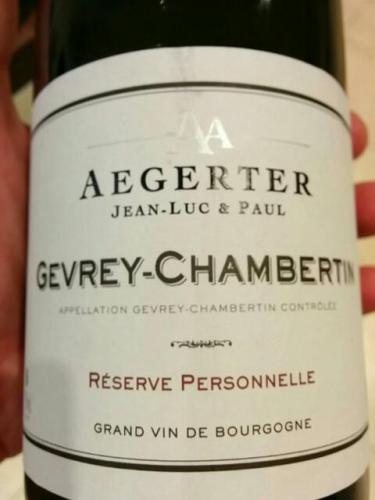 AA
AEGERTER
JEAN-LUC & PAUL
GEVREY-CHAMBERTIN
APPELLATION GEVREY-CHAMBERTIN CONTRÔLÉE
RÉSERVE PERSONNELLE
GRAND VIN DE BOURGOGNE